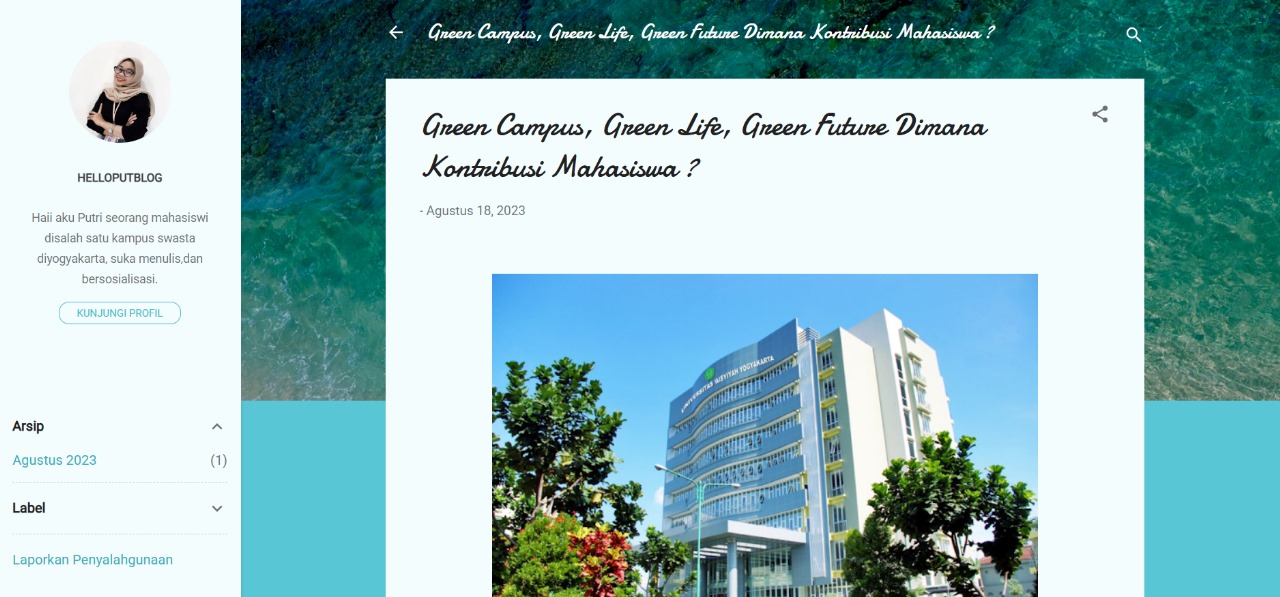 HELLOPUTBLOG
Haii aku Putri seorang mahasiswi
disalah satu kampus swasta
diyogyakarta, suka menulis,dan
bersosialisasi.
KUNJUNGI PROFIL
Arsip
Agustus 2023 (1)
Label
Laporkan Penyalahgunaan
Green Campus, Green Life, Green Future Dimana Kontribusi Mahasiswa ?
Green Campus, Green Life, Green Future Dimana
Kontribusi Mahasiswa ?
- Agustus 18, 2023
UNIVERSITAS 'AISYIYAH YOGYAKARTA